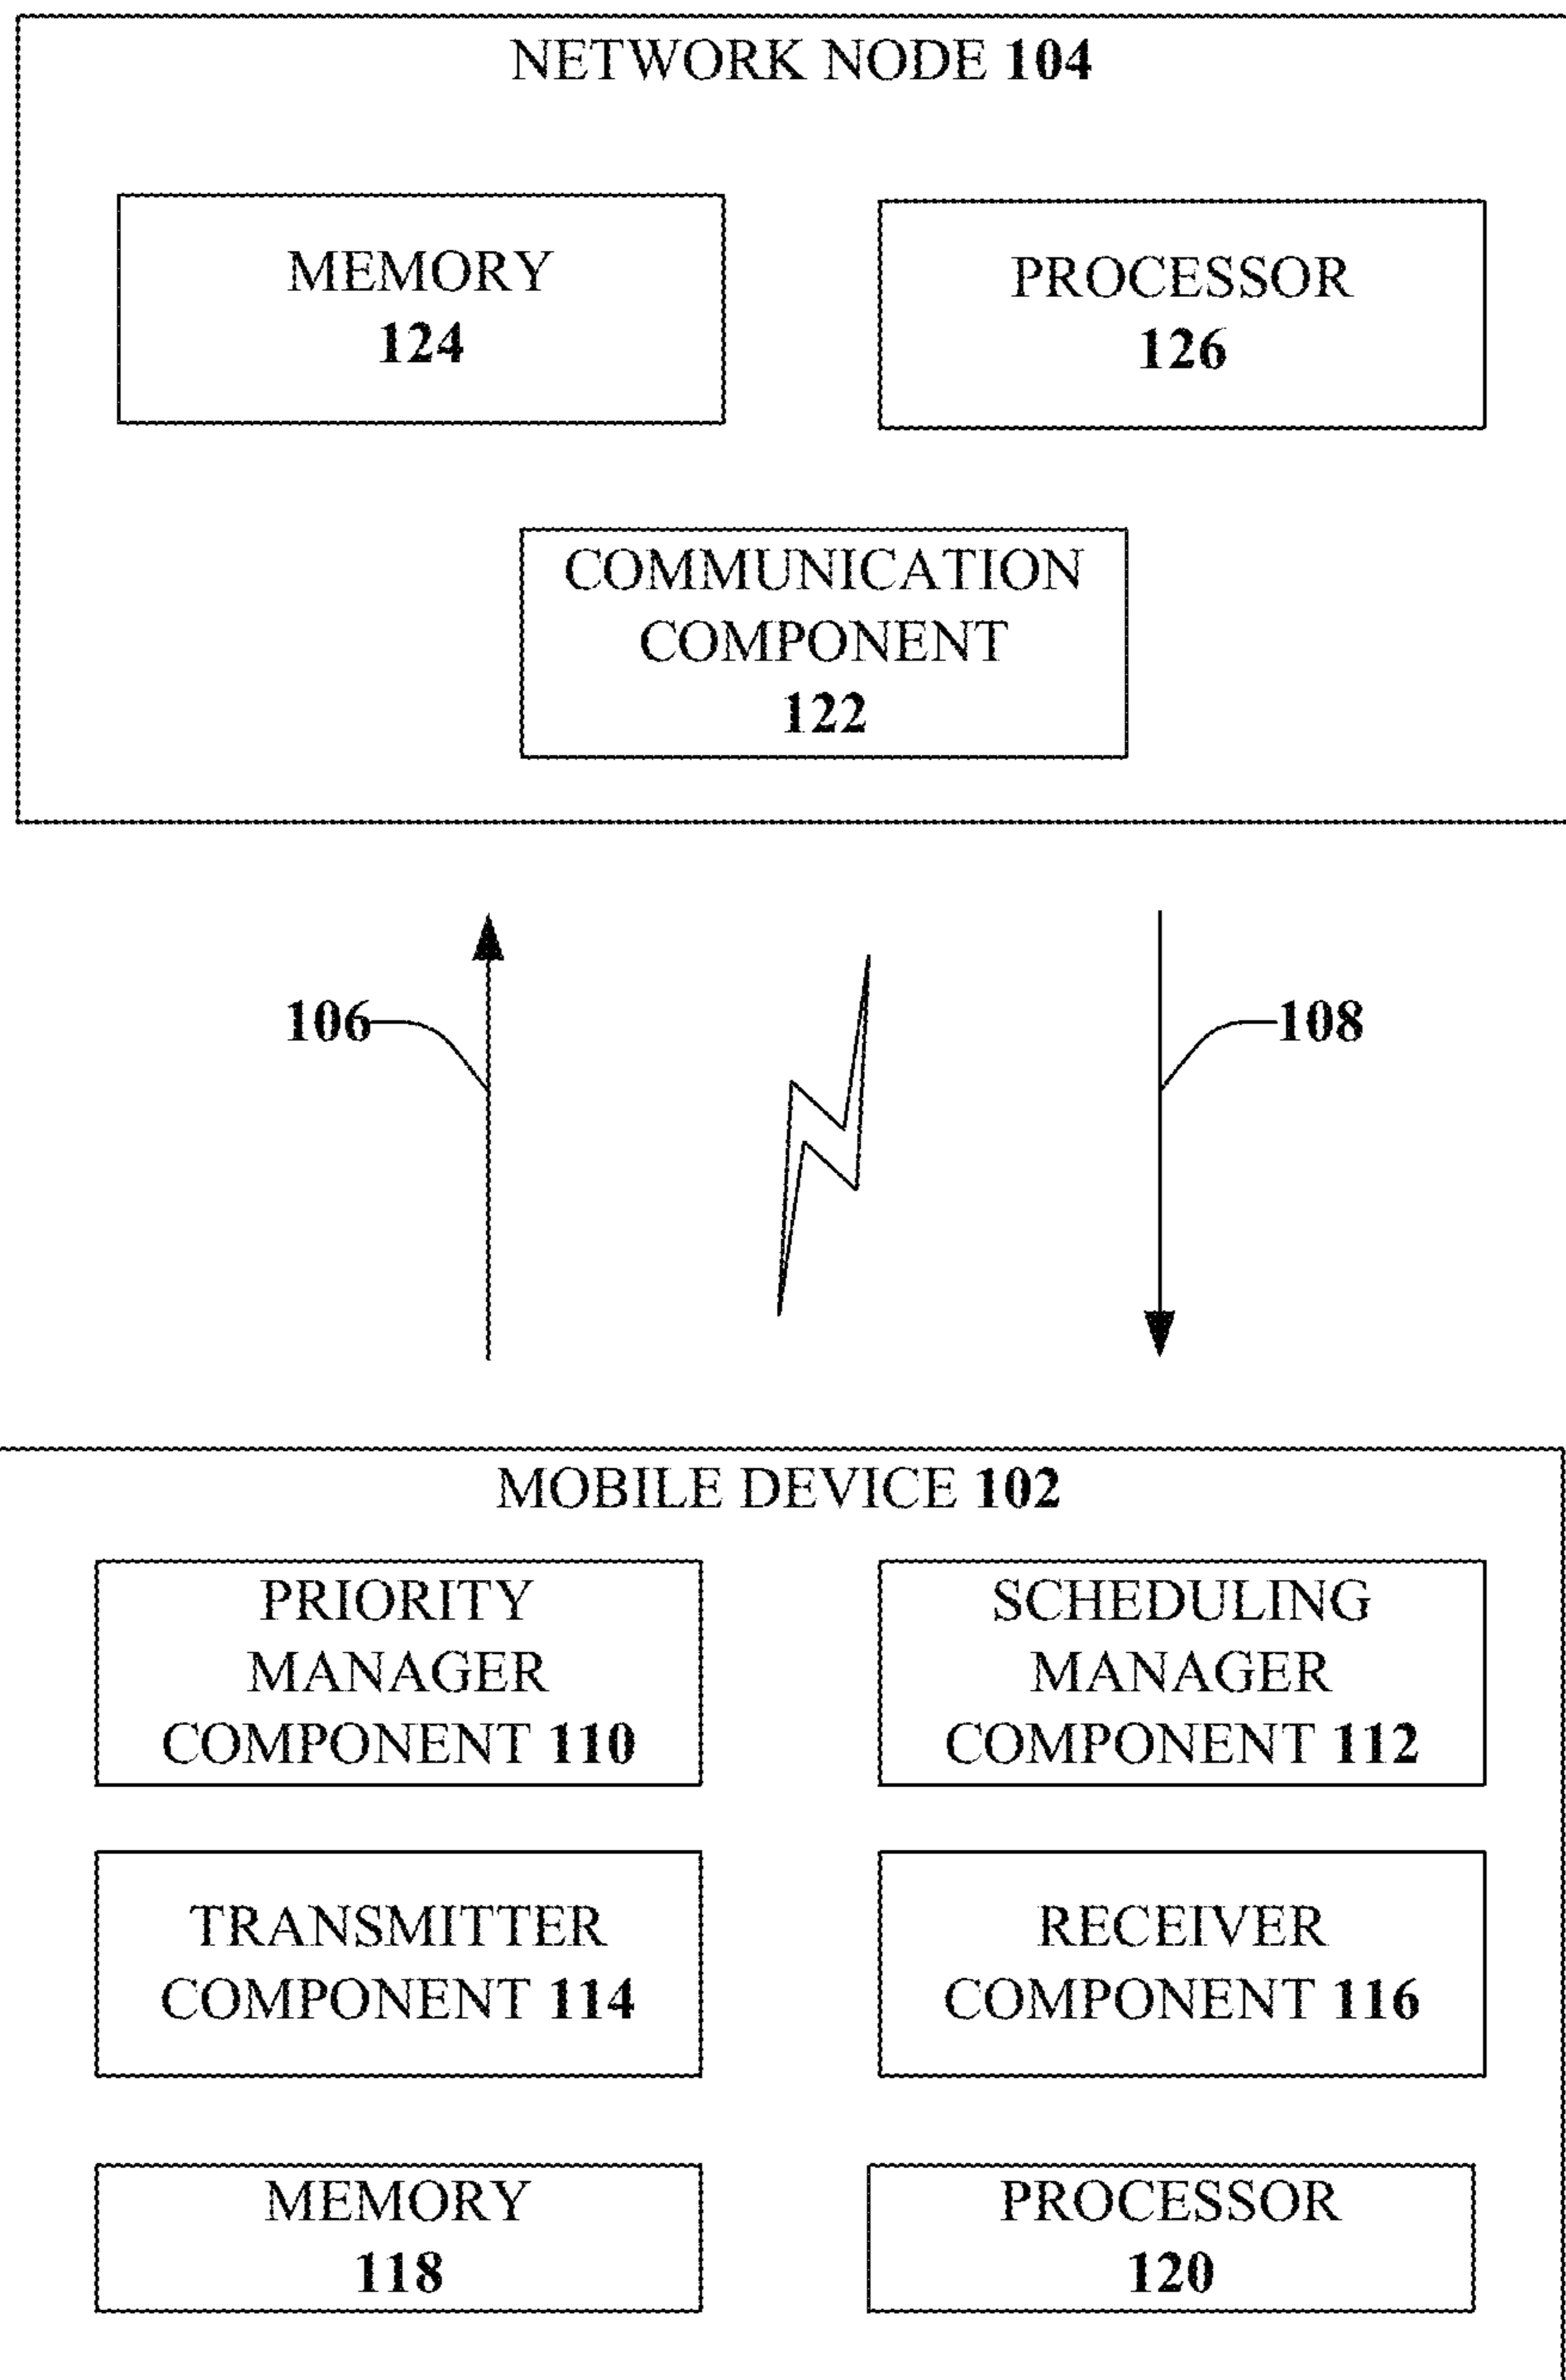 NETWORK NODE 104
MEMORY
124
PROCESSOR
126
COMMUNICATION
COMPONENT
122
106
108
MOBILE DEVICE 102
PRIORITY
MANAGER
COMPONENT 110
SCHEDULING
MANAGER
COMPONENT 112
TRANSMITTER
COMPONENT 114
RECEIVER
COMPONENT 116
MEMORY
118
PROCESSOR
120